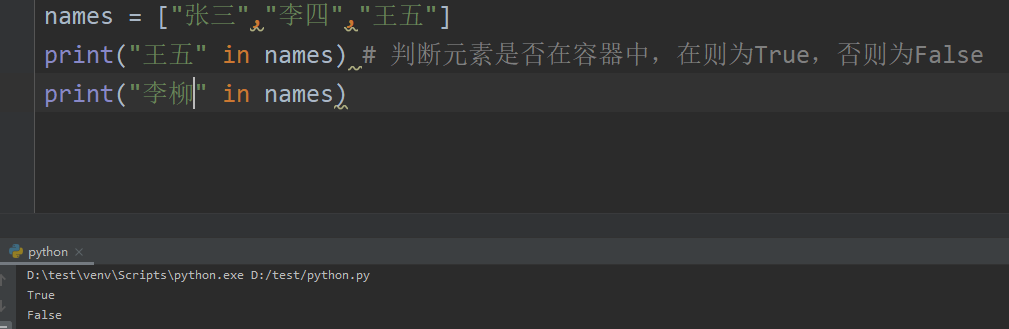 names = ["张三","李四","王五"]
print("王五" in names) # 判断元素是否在容器中，在则为True，否则为False
print("李柳" in names)
python ×
D:\test\venv\Scripts\python.exe D:/test/python.py
True
False